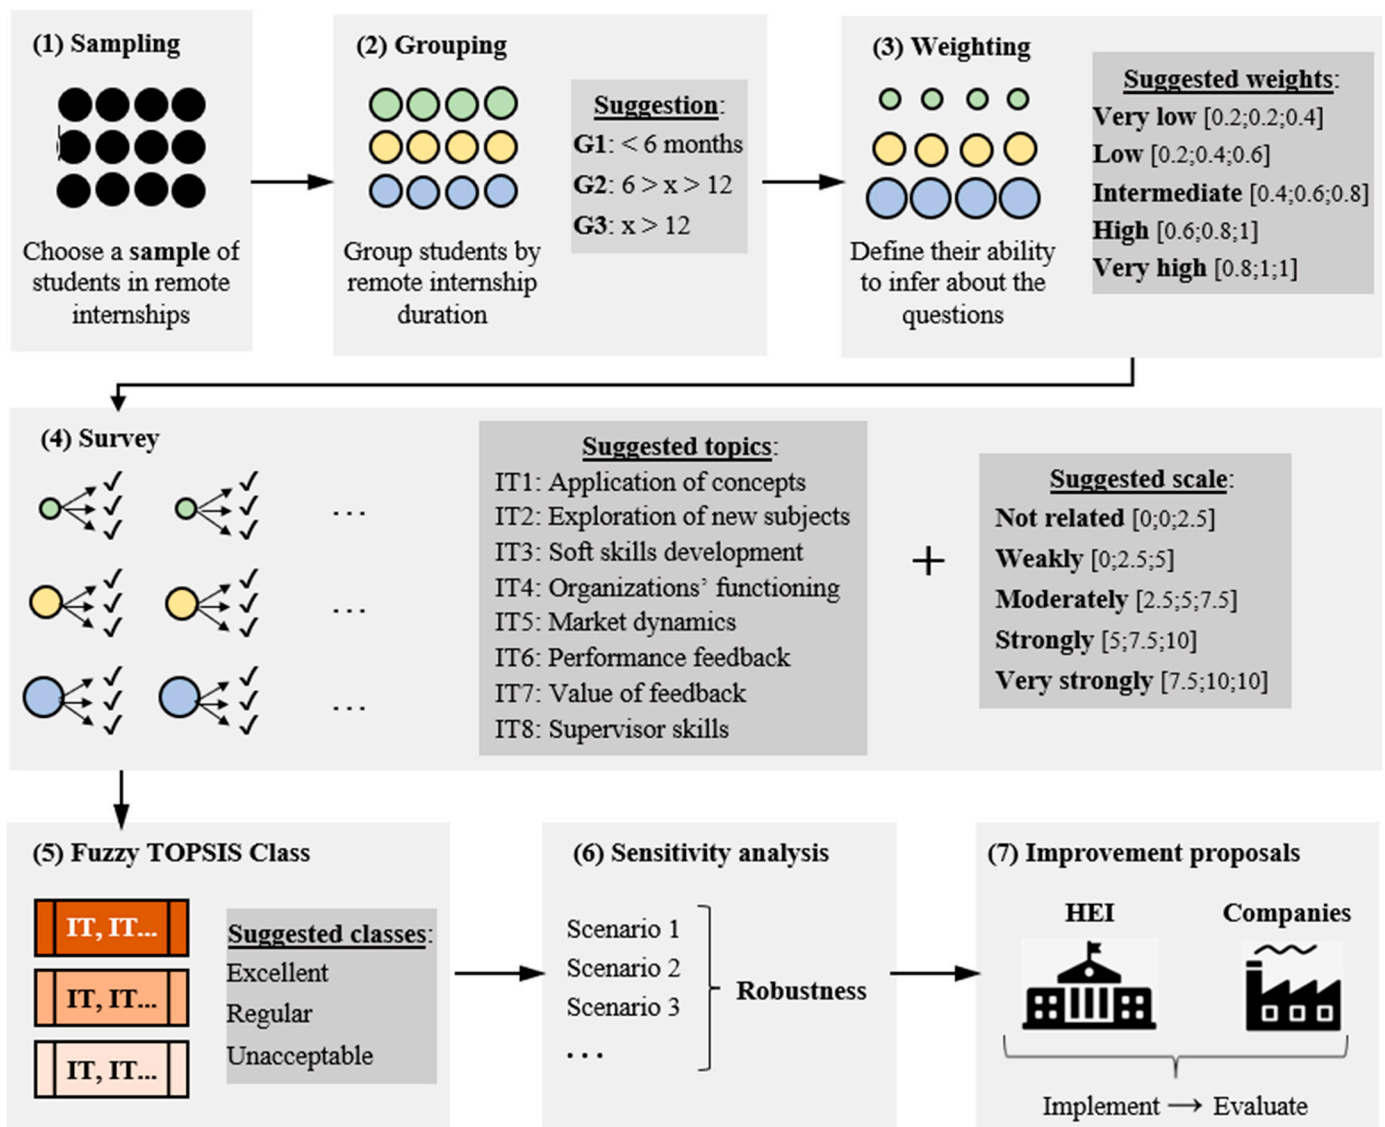 (1) Sampling
Choose a sample of
students in remote
internships
(2) Grouping
Group students by
remote internship
duration
Suggestion:
G1: < 6 months
G2: 6 > x > 12
G3: x > 12
(3) Weighting
Define their ability
to infer about the
questions
Suggested weights:
Very low [0.2;0.2;0.4]
Low [0.2;0.4;0.6]
Intermediate [0.4;0.6;0.8]
High [0.6;0.8;1]
Very high [0.8;1;1]
(4) Survey
...
...
...
Suggested topics:
IT1: Application of concepts
IT2: Exploration of new subjects
IT3: Soft skills development
IT4: Organizations’ functioning
IT5: Market dynamics
IT6: Performance feedback
IT7: Value of feedback
IT8: Supervisor skills
+
Suggested scale:
Not related [0;0;2.5]
Weakly [0;2.5;5]
Moderately [2.5;5;7.5]
Strongly [5;7.5;10]
Very strongly [7.5;10;10]
(5) Fuzzy TOPSIS Class
IT, IT...
IT, IT...
IT, IT...
Suggested classes:
Excellent
Regular
Unacceptable
(6) Sensitivity analysis
Scenario 1
Scenario 2
Scenario 3
...
Robustness
(7) Improvement proposals
HEI
Companies
Implement → Evaluate